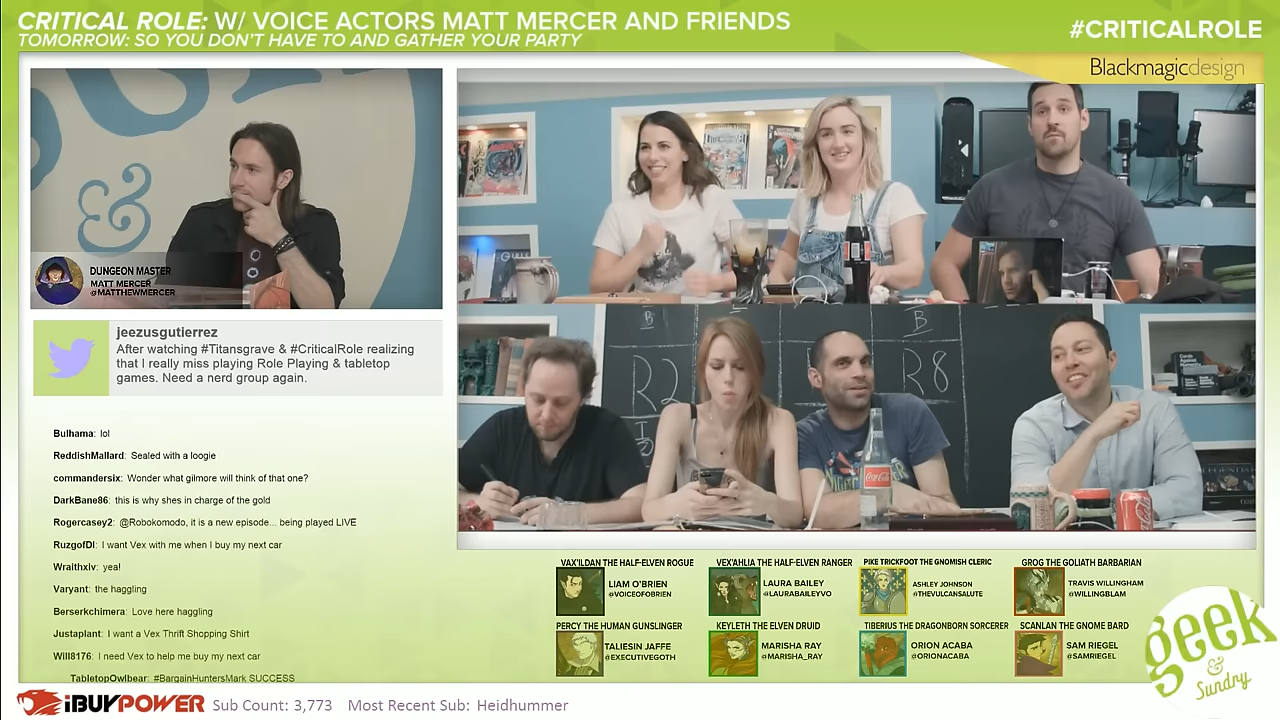 CRITICAL ROLE: W/ VOICE ACTORS MATT MERCER AND FRIENDS
TOMORROW: SO YOU DON'T HAVE TO AND GATHER YOUR PARTY
#CRITICALROLE
Blackmagicdesign
DUNGEON MASTER
MATT MERCER
@MATTHEWMERCER
&
jeezusgutierrez
After watching #Titansgrave & #CriticalRole realizing
that I really miss playing Role Playing & tabletop
games. Need a nerd group again.
Bulhama: lol
ReddishMallard: Sealed with a loogie
commandersix: Wonder what gilmore will think of that one?
DarkBane86: this is why shes in charge of the gold
Rogercasey2: @Robokomodo, it is a new episode... being played LIVE
RuzgofDI: I want Vex with me when I buy my next car
Wraithxiv: yea!
Varyant: the haggling
Berserkchimera: Love here haggling
Justaplant: I want a Vex Thrift Shopping Shirt
Will8176: I need Vex to help me buy my next car
TabletopOwlbear: #BargainHuntersMark SUCCESS
B
B
R2
R8
Coca-Cola
VAX'ILDAN THE HALF-ELVEN ROGUE
LIAM O'BRIEN
@VOICEOFOBRIEN
VEX'AHLIA THE HALF-ELVEN RANGER
LAURA BAILEY
@LAURABAILEYVO
PIKE TRICKFOOT THE GNOMISH CLERIC
ASHLEY JOHNSON
@THEVULCANSALUTE
GROG THE GOLIATH BARBARIAN
TRAVIS WILLINGHAM
@WILLINGBLAM
PERCY THE HUMAN GUNSLINGER
TALIESIN JAFFE
@EXECUTIVEGOTH
KEYLETH THE ELVEN DRUID
MARISHA RAY
@MARISHA_RAY
TIBERIUS THE DRAGONBORN SORCERER
ORION ACABA
@ORIONACABA
SCANLAN THE GNOME BARD
SAM RIEGEL
@SAMRIEGEL
geek
&
Sundry
iBUYPOWER
Sub Count: 3,773 Most Recent Sub: Heidhummer